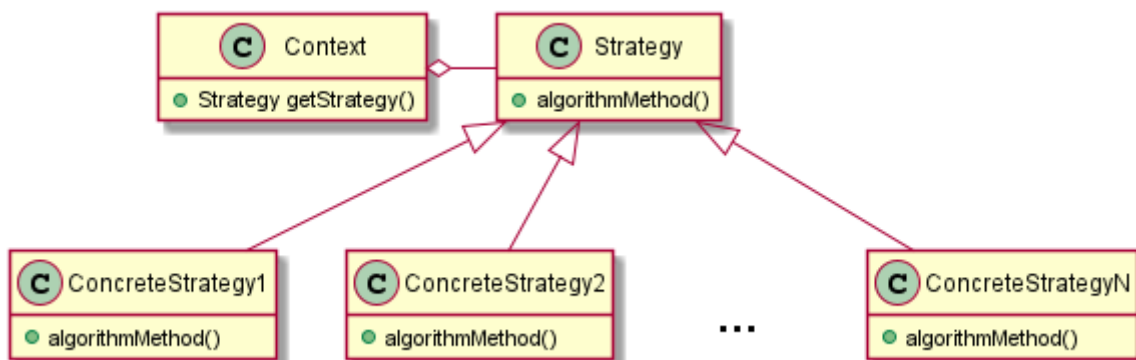 C Context
Strategy getStrategy()
C Strategy
algorithmMethod()
C ConcreteStrategy1
algorithmMethod()
C ConcreteStrategy2
algorithmMethod()
...
C ConcreteStrategyN
algorithmMethod()